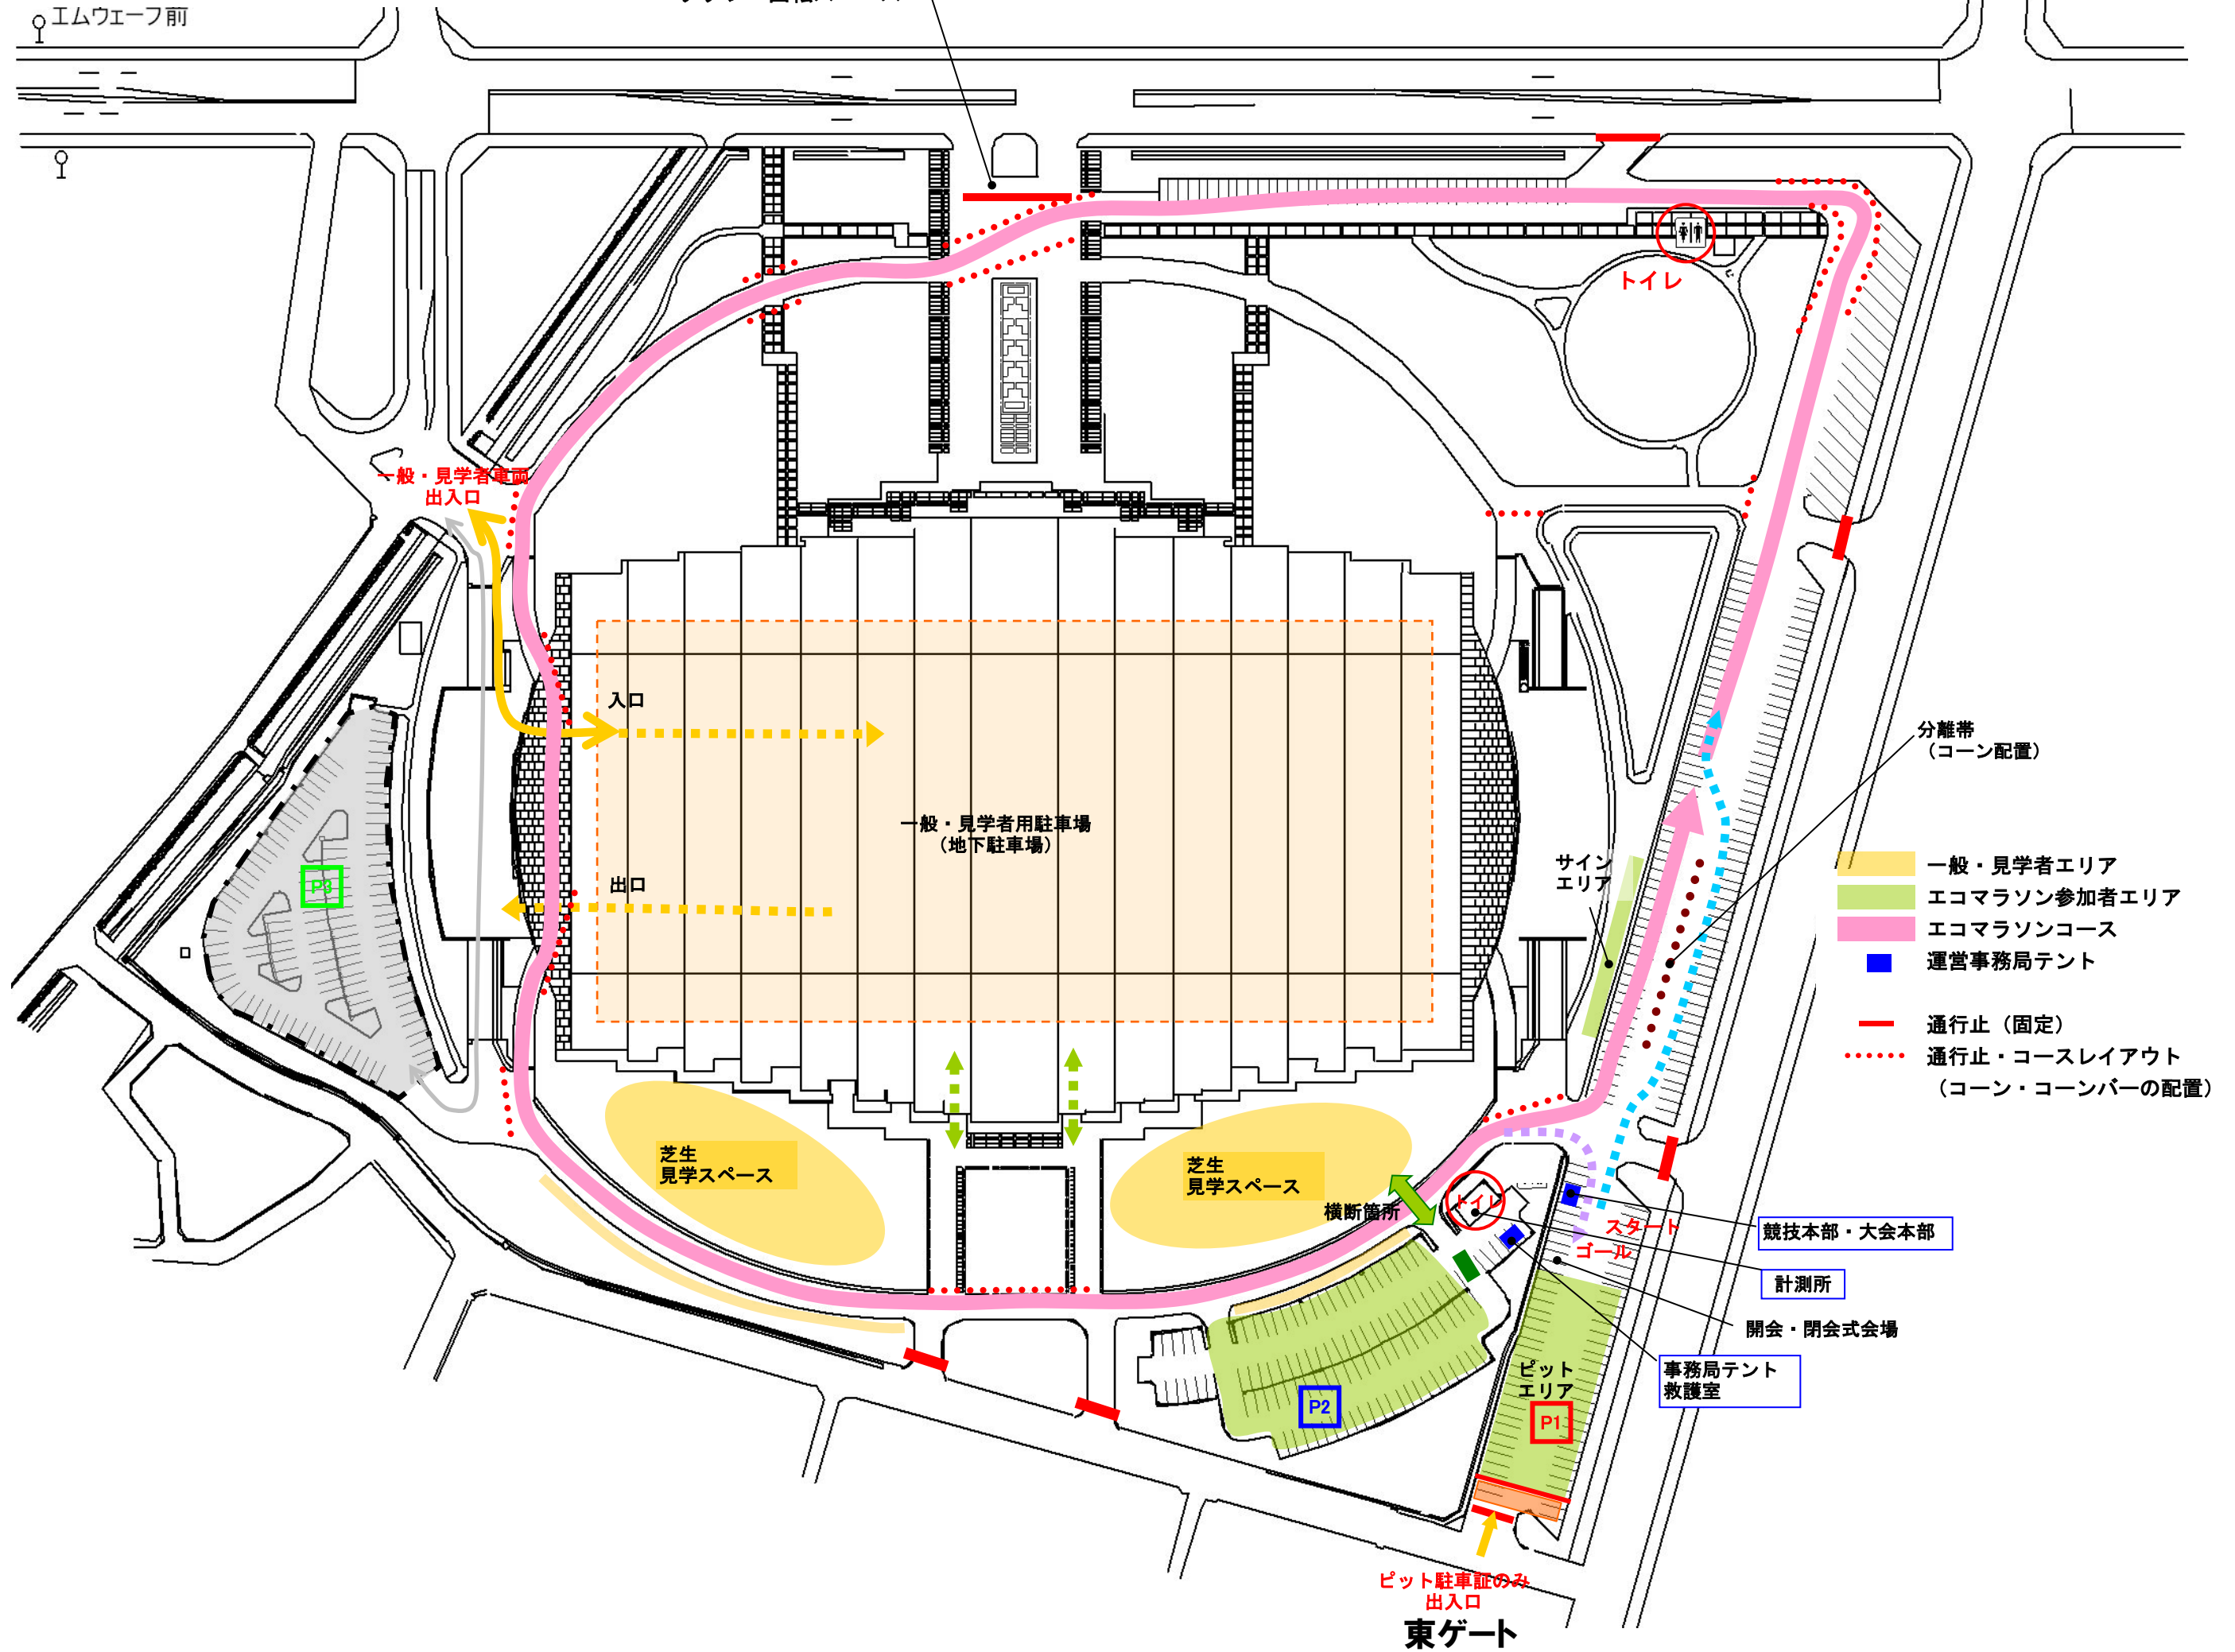 エムウェーブ前
トイレ
一般・見学者車両
出入口
入口
一般・見学者用駐車場
（地下駐車場）
出口
P3
サイン
エリア
分離帯
（コーン配置）
一般・見学者エリア
エコマラソン参加者エリア
エコマラソンコース
運営事務局テント
通行止（固定）
通行止・コースレイアウト
（コーン・コーンバーの配置）
芝生
見学スペース
芝生
見学スペース
横断箇所
トイレ
スタート
ゴール
競技本部・大会本部
計測所
開会・閉会式会場
事務局テント
救護室
ピット
エリア
P2
P1
ピット駐車証のみ
出入口
東ゲート